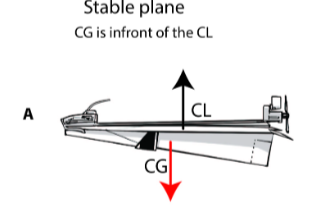 Stable plane
CG is infront of the CL
A
CL
CG